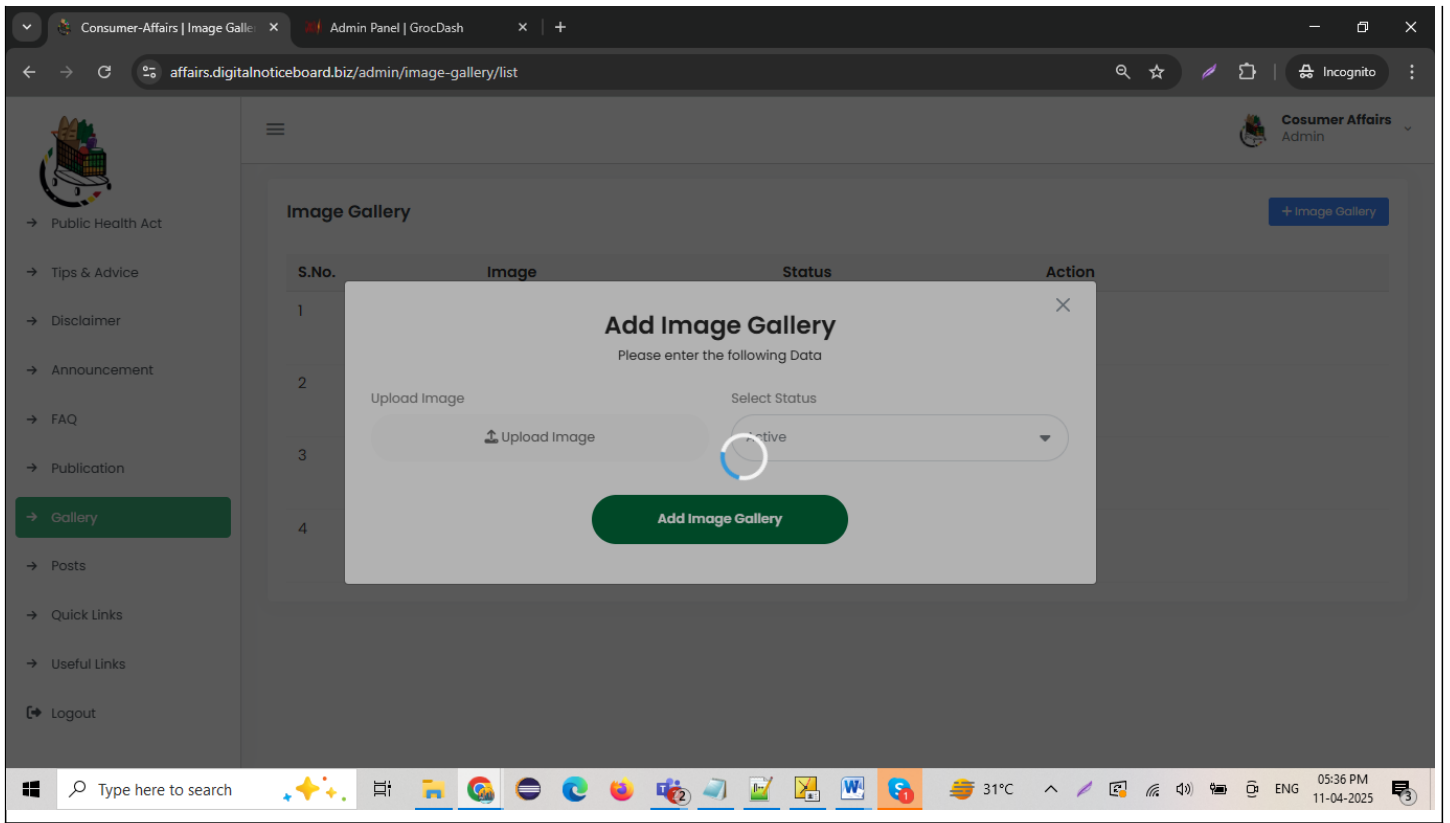 Consumer-Affairs | Image Galle
Admin Panel | GrocDash
affairs.digitalnoticeboard.biz/admin/image-gallery/list
Incognito
Cosumer Affairs
Admin
Public Health Act
Tips & Advice
Disclaimer
Announcement
FAQ
Publication
Gallery
Posts
Quick Links
Useful Links
Logout
Image Gallery
+ Image Gallery
S.No. Image Status Action
1
2
3
4
Add Image Gallery
Please enter the following Data
Upload Image Select Status
Upload Image Active
Add Image Gallery
Type here to search
2
1
31°C
ENG
05:36 PM
11-04-2025
3